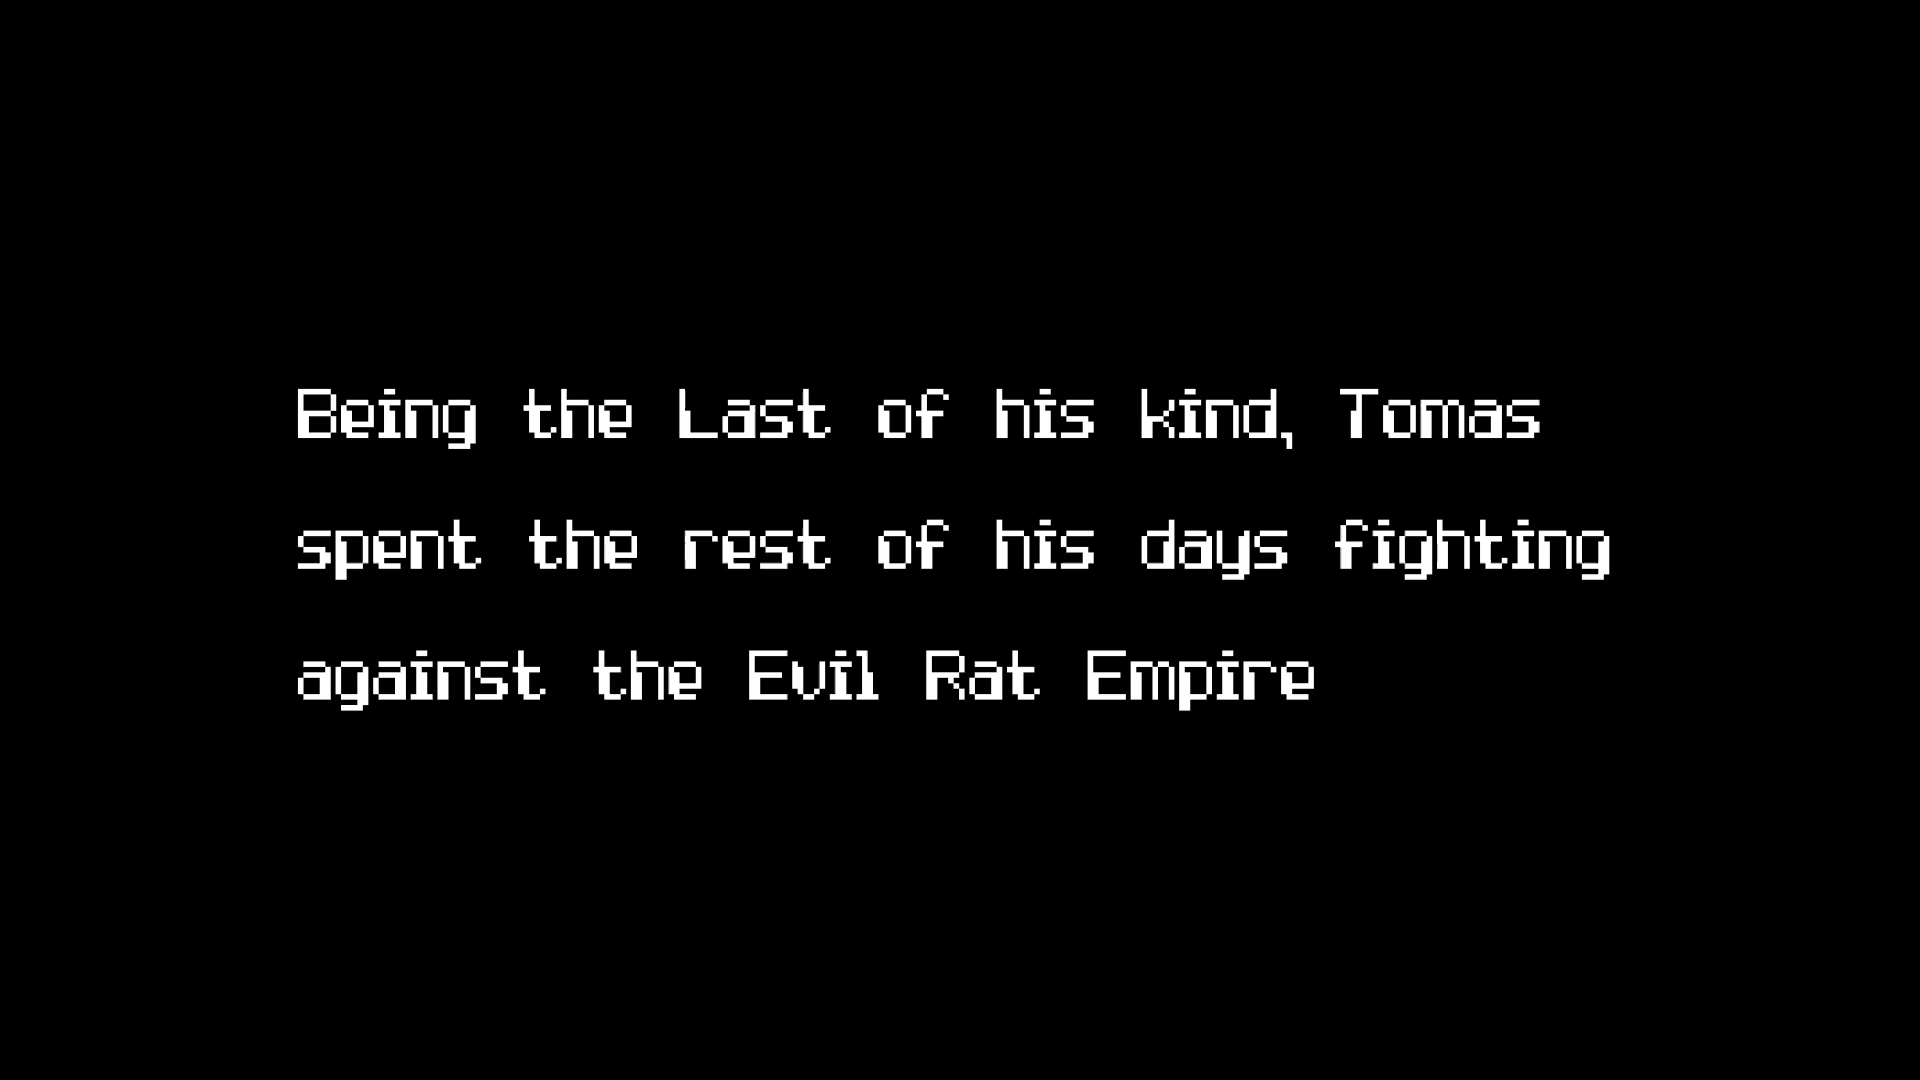 Being the Last of his kind, Tomas
spent the rest of his days fighting
against the Evil Rat Empire